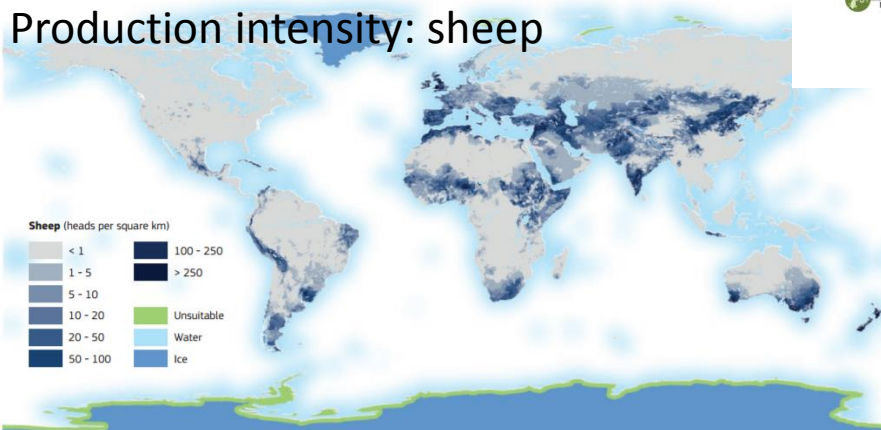 Production intensity: sheep
Sheep (heads per square km)
< 1
1 - 5
5 - 10
10 - 20
20 - 50
50 - 100
100 - 250
> 250
Unsuitable
Water
Ice